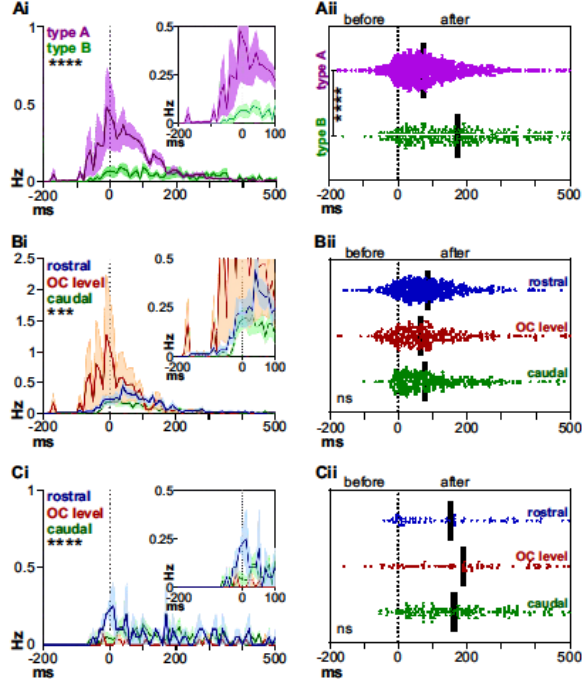 Ai
type A
type B
****
Hz
1
0.5
0
-200
0
200
500
ms
0.5
0.25
0
Hz
-200
0
100
ms
Aii
before
after
type A
type B
****
-200
0
200
500
ms
Bi
rostral
OC level
caudal
***
Hz
2.5
2
1.5
1
0.5
0
-200
0
200
500
ms
0.5
0.25
0
Hz
-200
0
100
ms
Bii
before
after
rostral
OC level
caudal
ns
-200
0
200
500
ms
Ci
rostral
OC level
caudal
****
Hz
1
0.5
0
-200
0
200
500
ms
0.5
0.25
0
Hz
-200
0
100
ms
Cii
before
after
rostral
OC level
caudal
ns
-200
0
200
500
ms